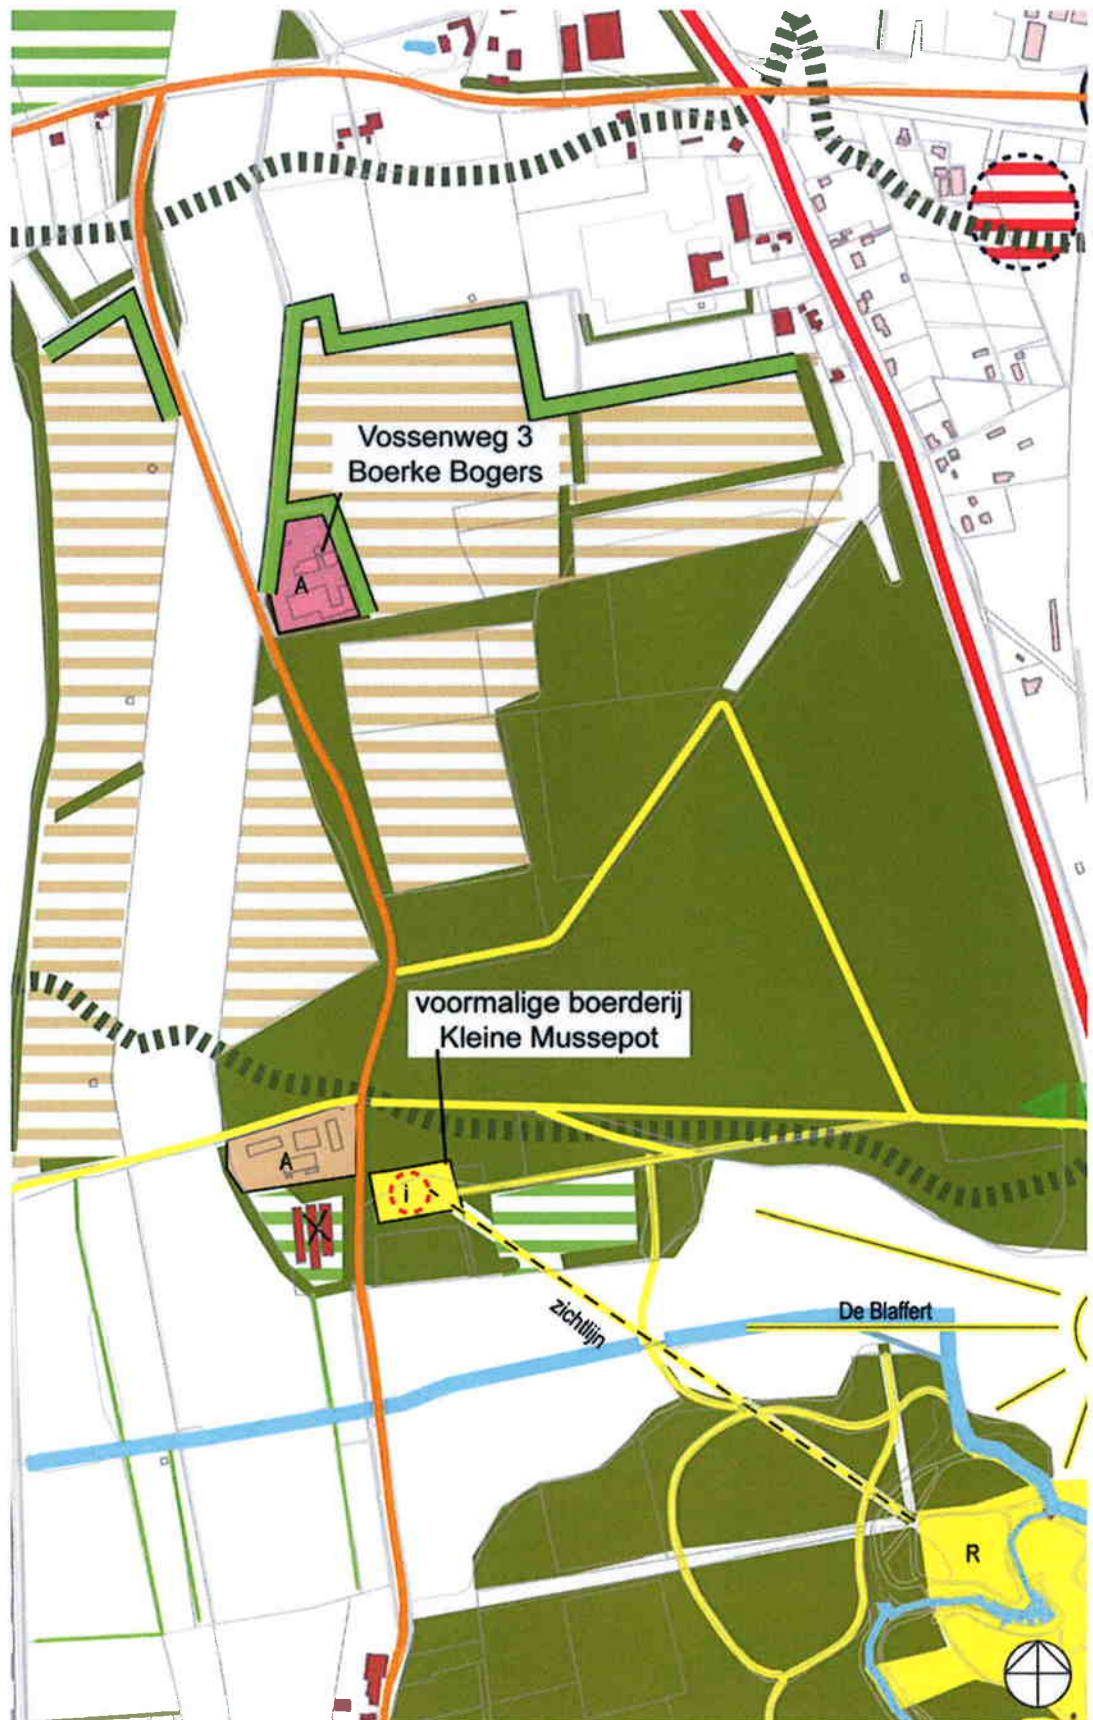 Vossenweg 3
Boerke Bogers
A
voormalige boerderij
Kleine Mussepot
A
i
zichtlijn
De Blaffert
R